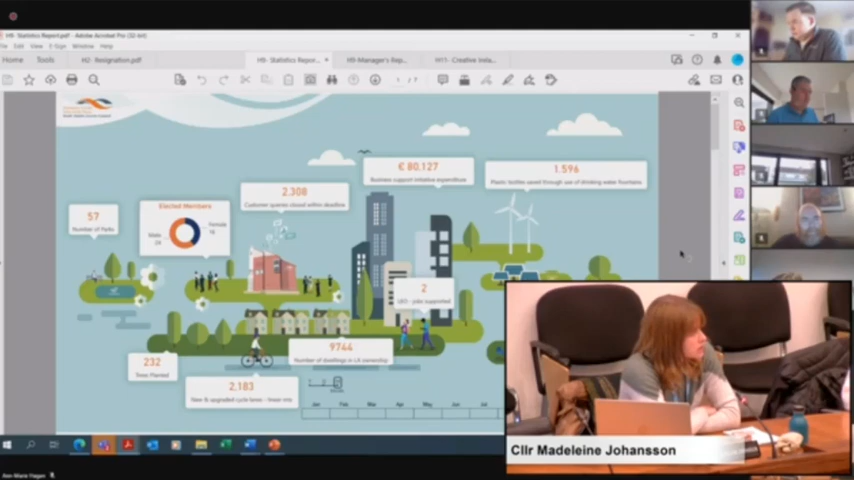 H9- Statistics Report.pdf - Adobe Acrobat Pro (32-bit)
File Edit View E-Sign Window Help
Home Tools H2- Resignation.pdf H9- Statistics Repor... × H9-Manager's Rep... H11- Creative Irela...
1 / 7
€ 80,127
Business support initiative expenditure
1.596
Plastic bottles saved through use of drinking water fountains
2.308
Customer queries closed within deadline
57
Number of Parks
Elected Members
Female
16
Male
24
2
LEO - jobs supported
9744
Number of dwellings in LA ownership
232
Trees Planted
2.183
New & upgraded cycle lanes - linear mts
Jan Feb Mar Apr May Jun Jul
Cllr Madeleine Johansson